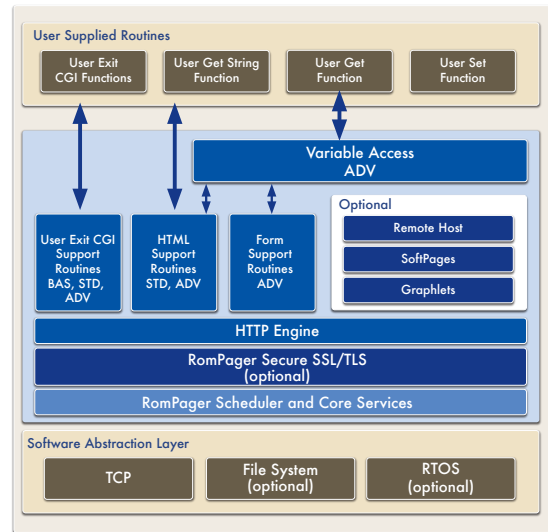 User Supplied Routines
User Exit
CGI Functions
User Get String
Function
User Get
Function
User Set
Function
Variable Access
ADV
User Exit CGI
Support
Routines
BAS, STD,
ADV
HTML
Support
Routines
STD, ADV
Form
Support
Routines
ADV
Optional
Remote Host
SoftPages
Graphlets
HTTP Engine
RomPager Secure SSL/TLS
(optional)
RomPager Scheduler and Core Services
Software Abstraction Layer
TCP
File System
(optional)
RTOS
(optional)